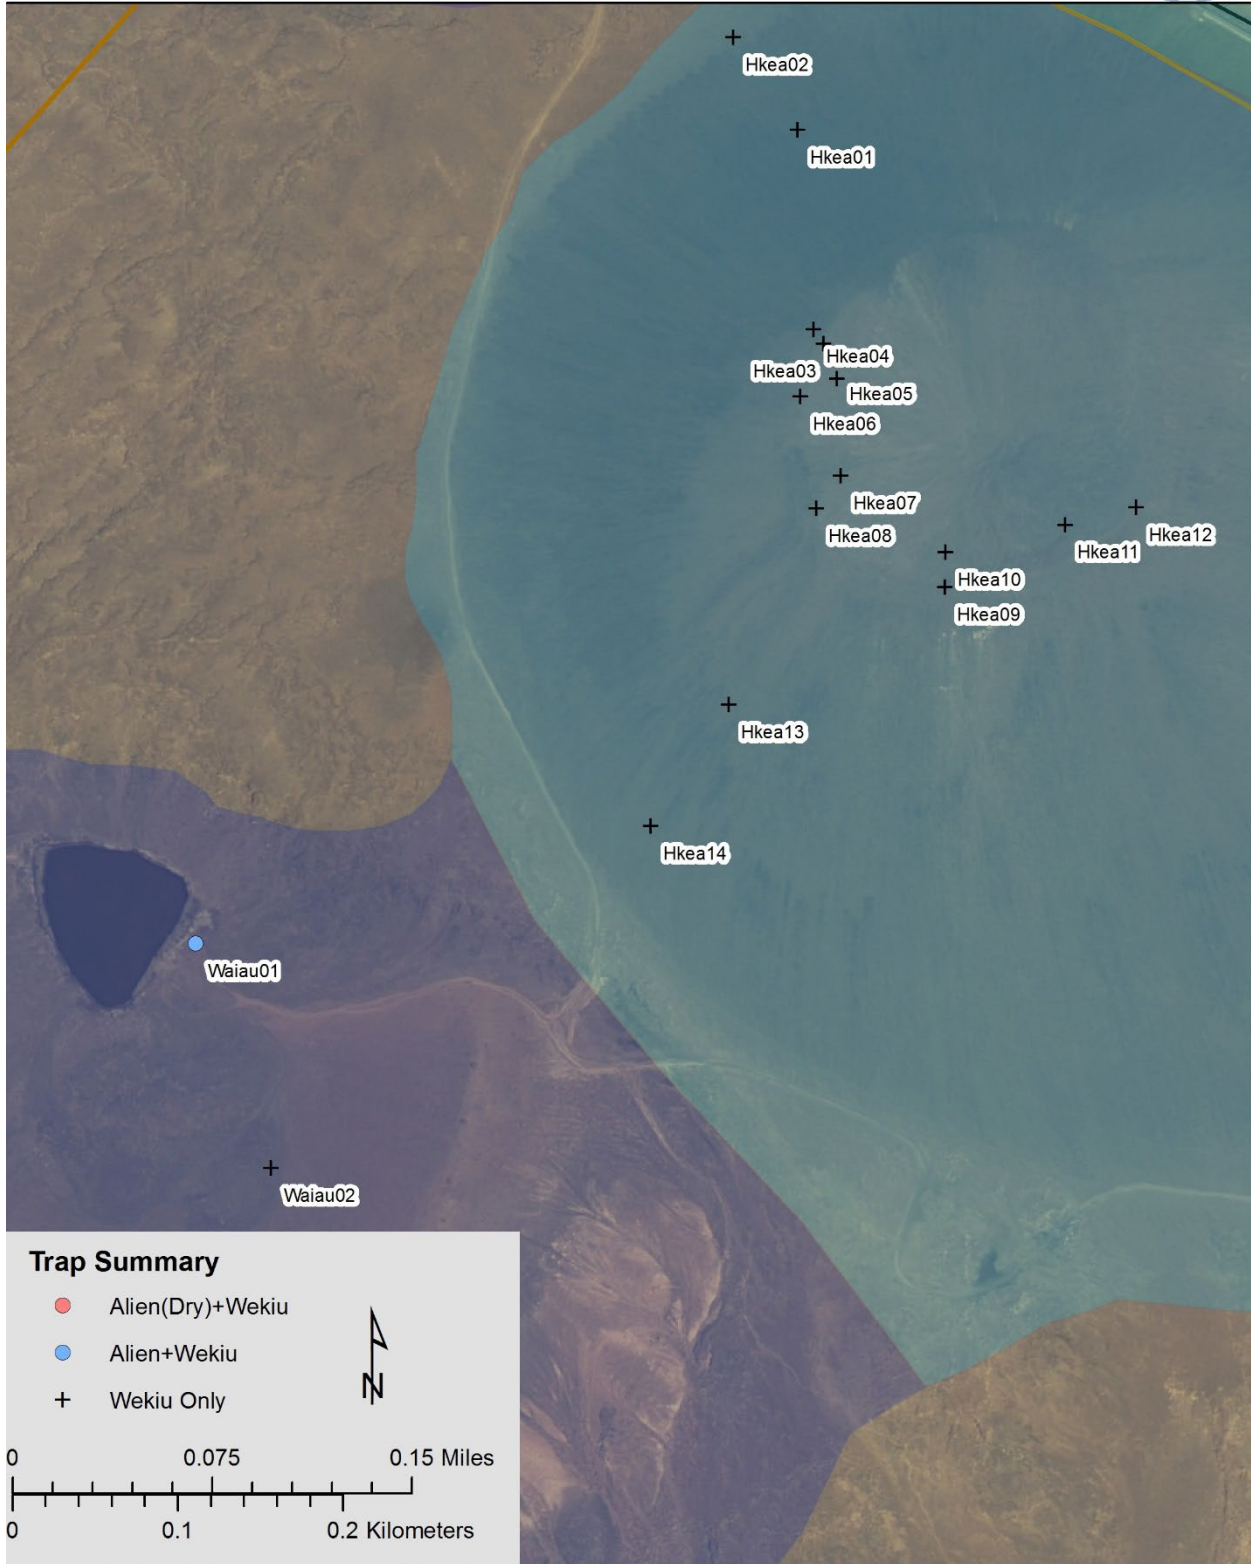 Hkea02
Hkea01
Hkea04
Hkea03
Hkea05
Hkea06
Hkea07
Hkea08
Hkea12
Hkea11
Hkea10
Hkea09
Hkea13
Hkea14
Waiau01
Waiau02
Trap Summary
Alien(Dry)+Wekiu
Alien+Wekiu
Wekiu Only
N
0 0.075 0.15 Miles
0 0.1 0.2 Kilometers